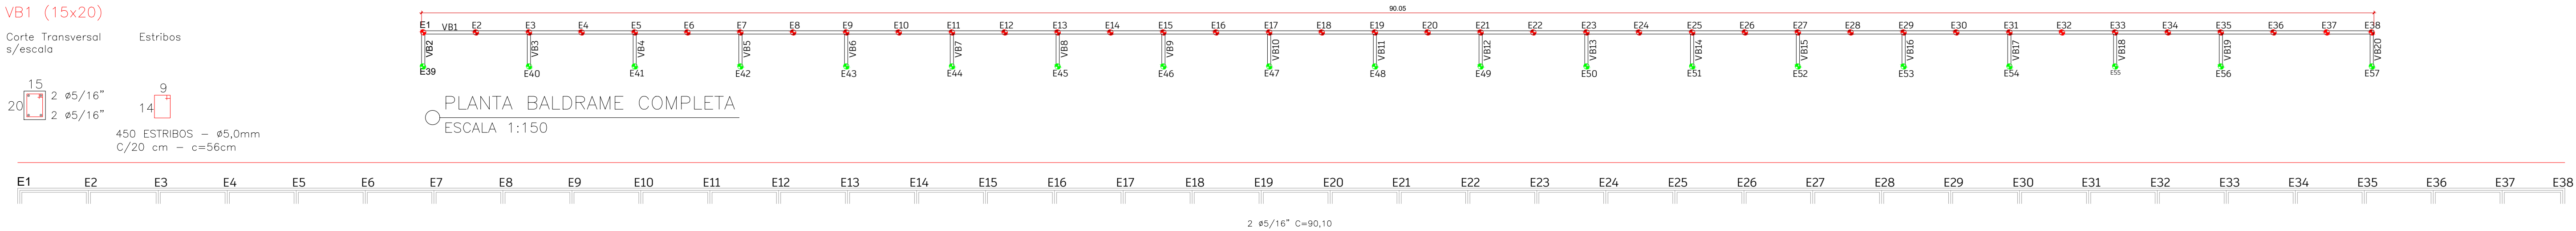 VB1 (15x20)
Corte Transversal
s/escala
Estribos
15
20
2 ø5/16"
2 ø5/16"
9
14
450 ESTRIBOS - ø5,0mm
C/20 cm - c=56cm
90.05
E1 E2 E3 E4 E5 E6 E7 E8 E9 E10 E11 E12 E13 E14 E15 E16 E17 E18 E19 E20 E21 E22 E23 E24 E25 E26 E27 E28 E29 E30 E31 E32 E33 E34 E35 E36 E37 E38
VB1
VB2 VB3 VB4 VB5 VB6 VB7 VB8 VB9 VB10 VB11 VB12 VB13 VB14 VB15 VB16 VB17 VB18 VB19 VB20
E39 E40 E41 E42 E43 E44 E45 E46 E47 E48 E49 E50 E51 E52 E53 E54 E55 E56 E57
PLANTA BALDRAME COMPLETA
ESCALA 1:150
E1 E2 E3 E4 E5 E6 E7 E8 E9 E10 E11 E12 E13 E14 E15 E16 E17 E18 E19 E20 E21 E22 E23 E24 E25 E26 E27 E28 E29 E30 E31 E32 E33 E34 E35 E36 E37 E38
2 ø5/16" C=90,10